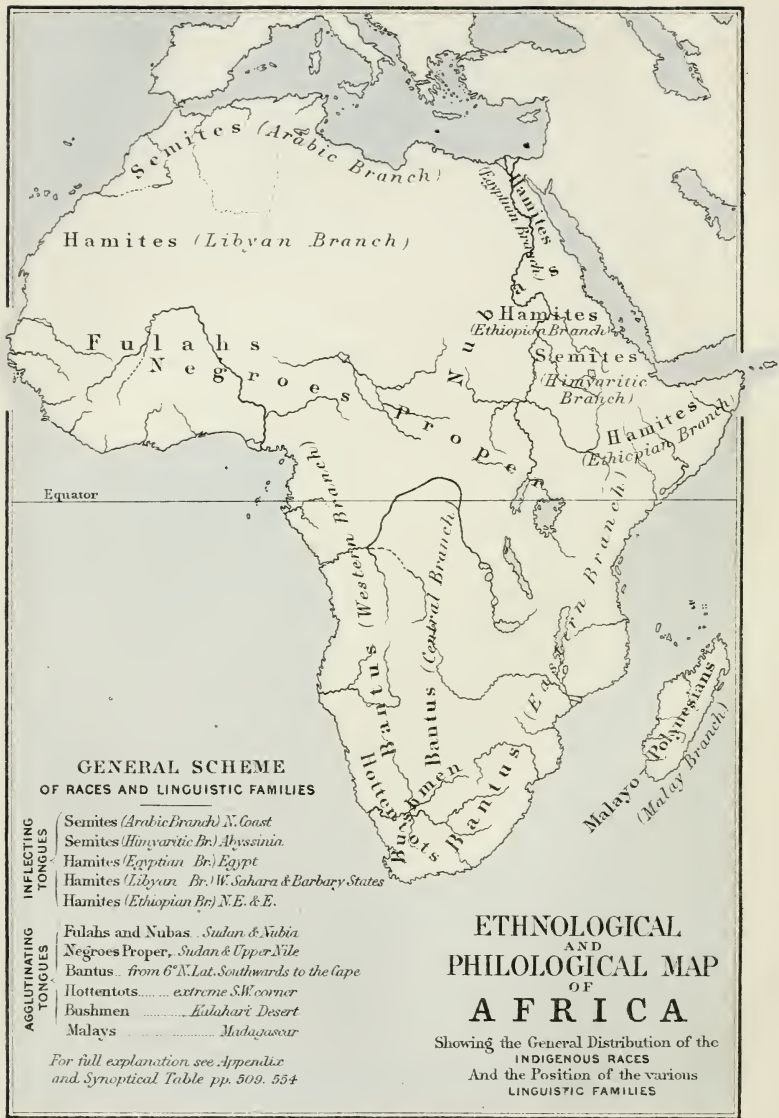 Semites (Arabic Branch)
Hamites (Libyan Branch)
Hamites
(Egyptian Branch)
Nubas
Hamites
(Ethiopian Branch)
Fulahs
Negroes Proper
Semites
(Himyaritic
Branch)
Hamites
(Ethiopian Branch)
Equator
Bantus (Western Branch)
Bantus (Central Branch)
Bantus (Eastern Branch)
Hottentots
Bushmen
Malayo-Polynesians
(Malay Branch)
GENERAL SCHEME
OF RACES AND LINGUISTIC FAMILIES
INFLECTING
TONGUES
Semites (Arabic Branch) N. Coast
Semites (Himyaritic Br.) Abyssinia.
Hamites (Egyptian Br.) Egypt
Hamites (Libyan Br.) W. Sahara & Barbary States
Hamites (Ethiopian Br.) N.E. & E.
AGGLUTINATING
TONGUES
Fulahs and Nubas.. Sudan & Nubia
Negroes Proper,. Sudan & Upper Nile
Bantus.. from 6° N. Lat. Southwards to the Cape
Hottentots....... extreme S.W. corner
Bushmen .......... Kalahari Desert
Malays .................. Madagascar
For full explanation see Appendix
and Synoptical Table pp. 509. 554
ETHNOLOGICAL
AND
PHILOLOGICAL MAP
OF
AFRICA
Showing the General Distribution of the
INDIGENOUS RACES
And the Position of the various
LINGUISTIC FAMILIES